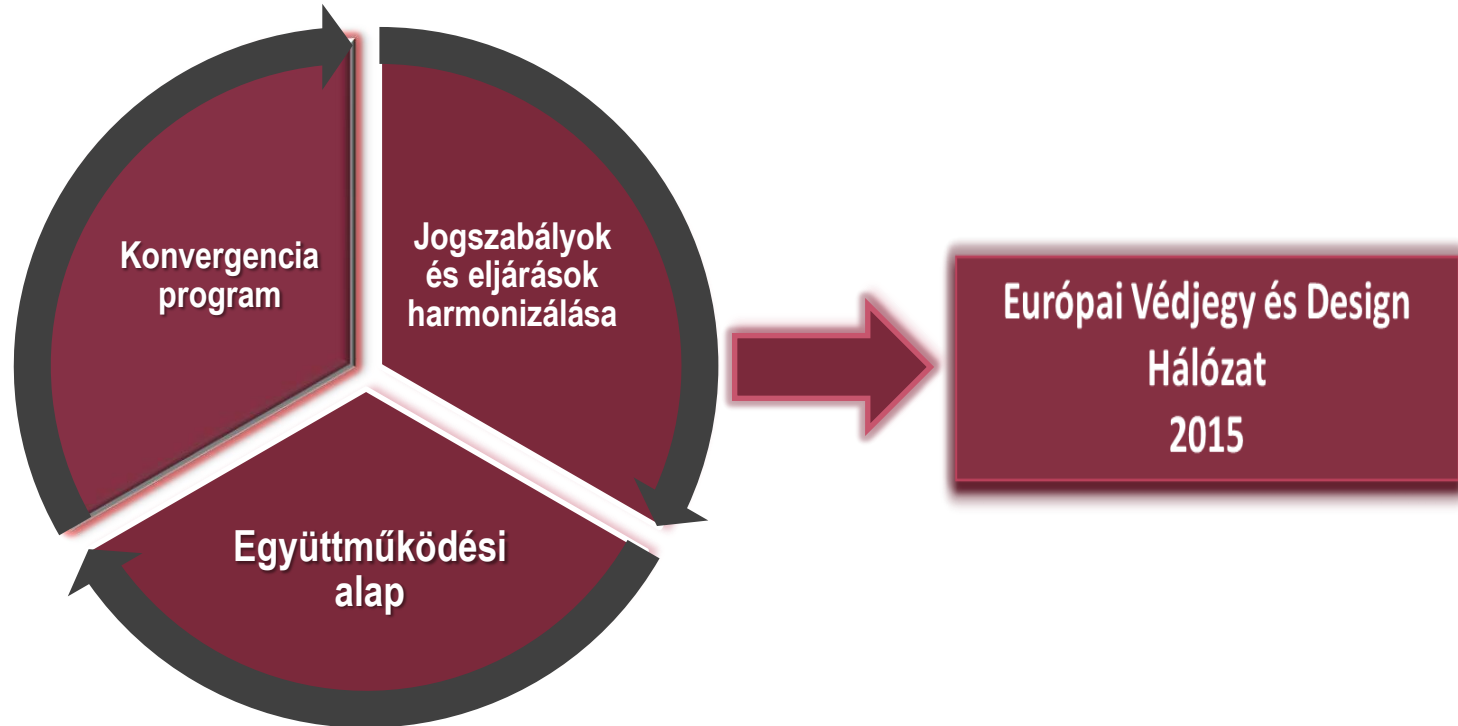 Konvergencia
program
Jogszabályok
és eljárások
harmonizálása
Együttműködési
alap
Európai Védjegy és Design
Hálózat
2015